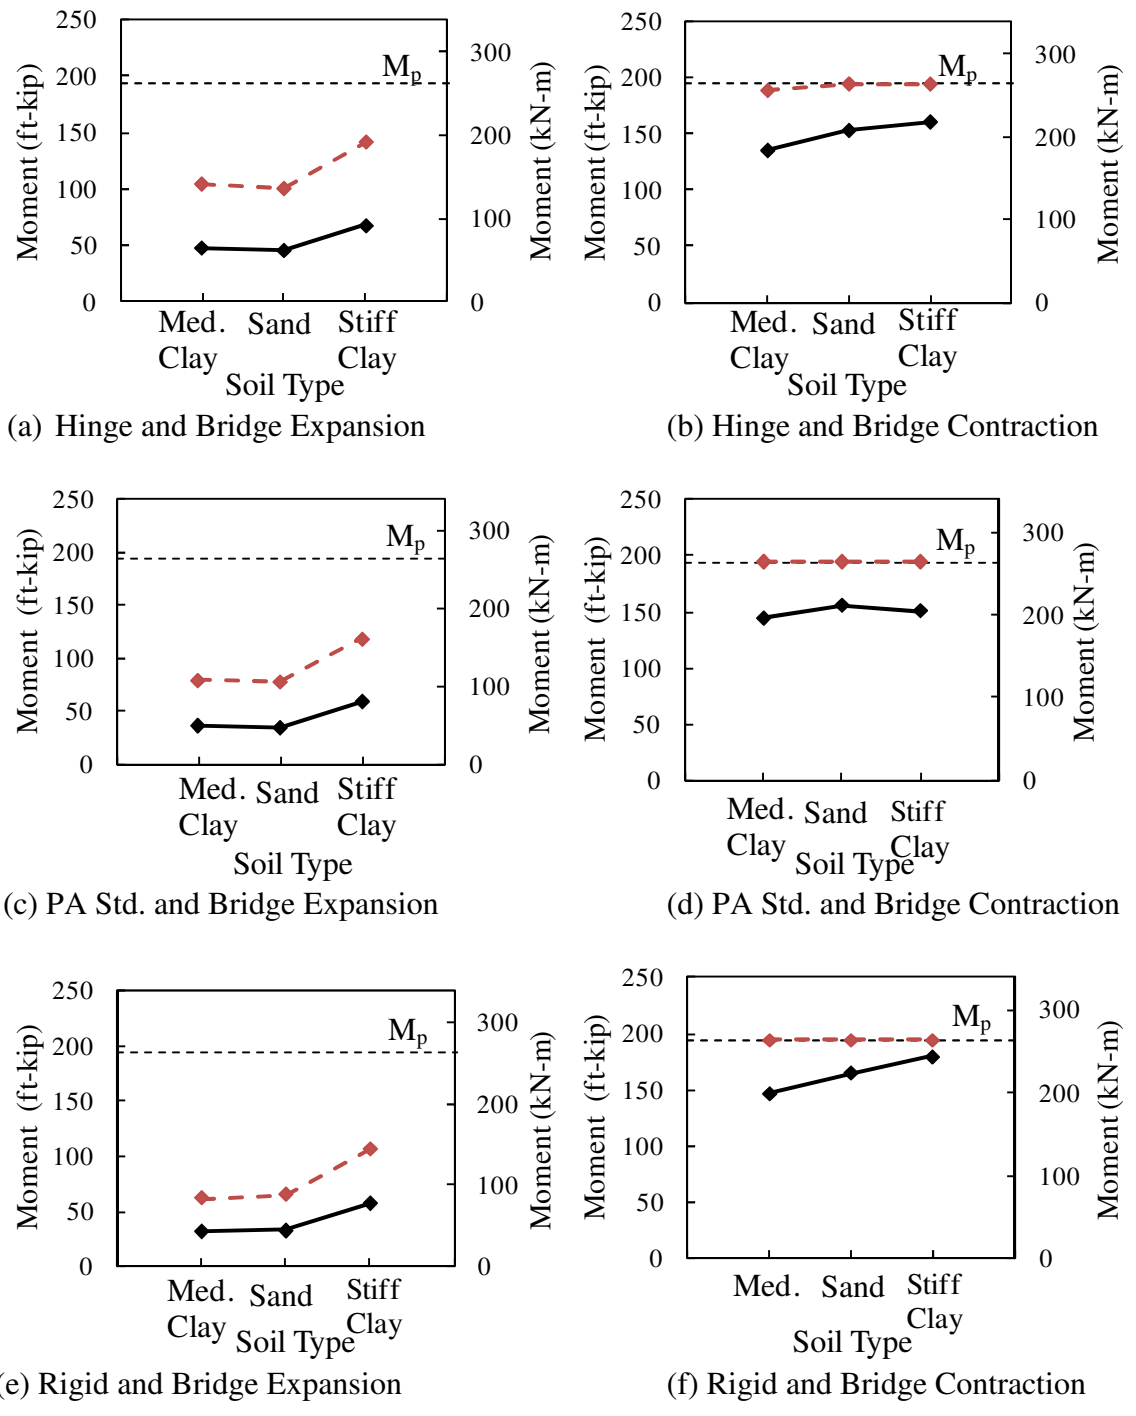 250
200
150
100
50
0
Moment (ft-kip)
M_p
300
200
100
0
Moment (kN-m)
Med. Clay
Sand
Stiff Clay
Soil Type
(a) Hinge and Bridge Expansion
250
200
150
100
50
0
Moment (ft-kip)
M_p
300
200
100
0
Moment (kN-m)
Med. Clay
Sand
Stiff Clay
Soil Type
(b) Hinge and Bridge Contraction
250
200
150
100
50
0
Moment (ft-kip)
M_p
300
200
100
0
Moment (kN-m)
Med. Clay
Sand
Stiff Clay
Soil Type
(c) PA Std. and Bridge Expansion
250
200
150
100
50
0
Moment (ft-kip)
M_p
300
200
100
0
Moment (kN-m)
Med. Clay
Sand
Stiff Clay
Soil Type
(d) PA Std. and Bridge Contraction
250
200
150
100
50
0
Moment (ft-kip)
M_p
300
200
100
0
Moment (kN-m)
Med. Clay
Sand
Stiff Clay
Soil Type
(e) Rigid and Bridge Expansion
250
200
150
100
50
0
Moment (ft-kip)
M_p
300
200
100
0
Moment (kN-m)
Med.
Sand
Stiff Clay
Soil Type
(f) Rigid and Bridge Contraction